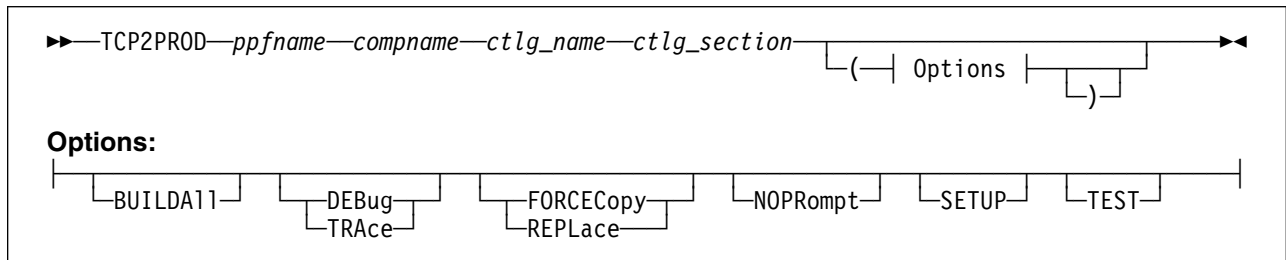 ▶▶──TCP2PROD──ppfname──compname──ctlg_name──ctlg_section──▶◀
( Options )
Options:
BUILDAll DEBug FORCECopy NOPRompt SETUP TEST
TRAce REPLace